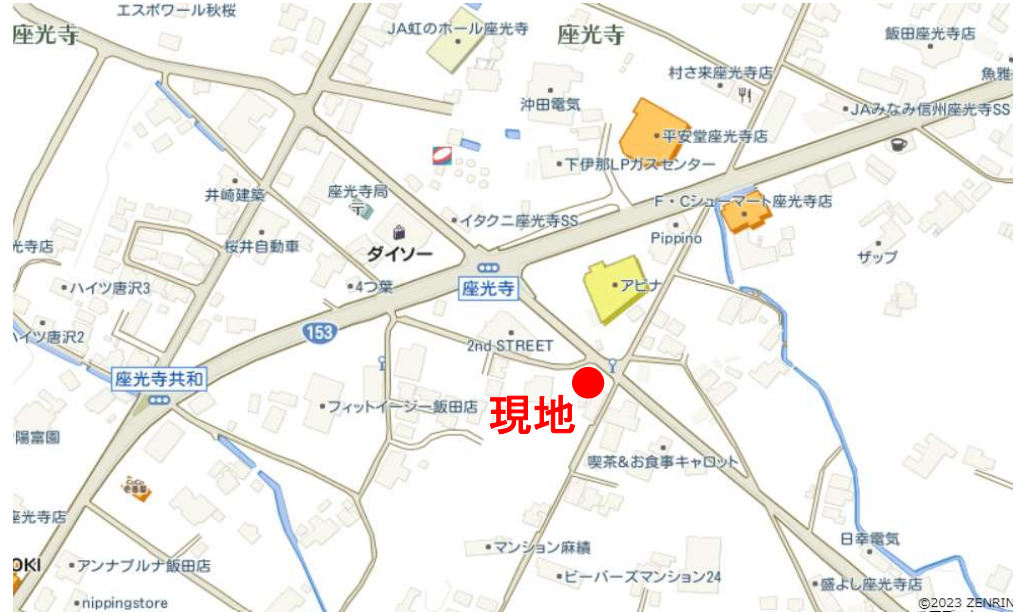 エスポワール秋桜
座光寺
JA虹のホール座光寺
座光寺
飯田座光寺店
魚雅
村さ来座光寺店
沖田電気
JAみなみ信州座光寺SS
平安堂座光寺店
下伊那LPガスセンター
井崎建築
座光寺局
F・Cシューマート座光寺店
イタクニ座光寺SS
Pippino
光寺店
桜井自動車
ダイソー
ザップ
ハイツ唐沢3
4つ葉
座光寺
アピナ
153
ハイツ唐沢2
2nd STREET
座光寺共和
現地
フィットイージー飯田店
陽富園
喫茶&お食事キャロット
CoCo
壱番屋
座光寺店
日幸電気
マンション麻績
OKI
アンナプルナ飯田店
ビーバーズマンション24
盛よし座光寺店
nippingstore
©2023 ZENRIN